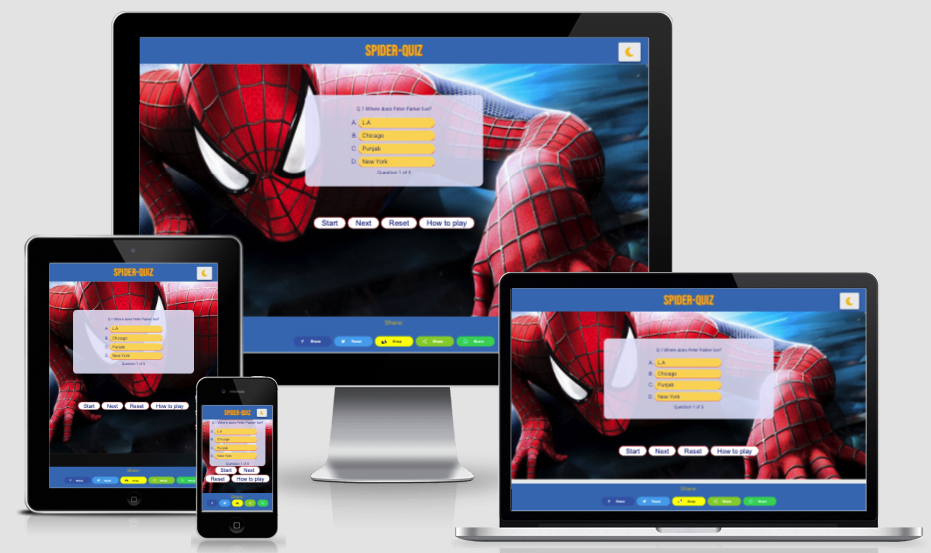 SPIDER-QUIZ
Q 1 Where does Peter Parker live?
A. L.A
B. Chicago
C. Punjab
D. New York
Question 1 of 5
Start Next Reset How to play
Share
Share Tweet Snap Share Share
SPIDER-QUIZ
Q 1 Where does Peter Parker live?
A. L.A
B. Chicago
C. Punjab
D. New York
Question 1 of 5
Start Next Reset How to play
Share
SPIDER-QUIZ
Q 1 Where does Peter Parker live?
A. L.A
B. Chicago
C. Punjab
D. New York
Question 1 of 5
Start Next
Reset How to play
Share
SPIDER-QUIZ
Q 1 Where does Peter Parker live?
A. L.A
B. Chicago
C. Punjab
D. New York
Question 1 of 5
Start Next Reset How to play
Share Tweet Snap Share Share